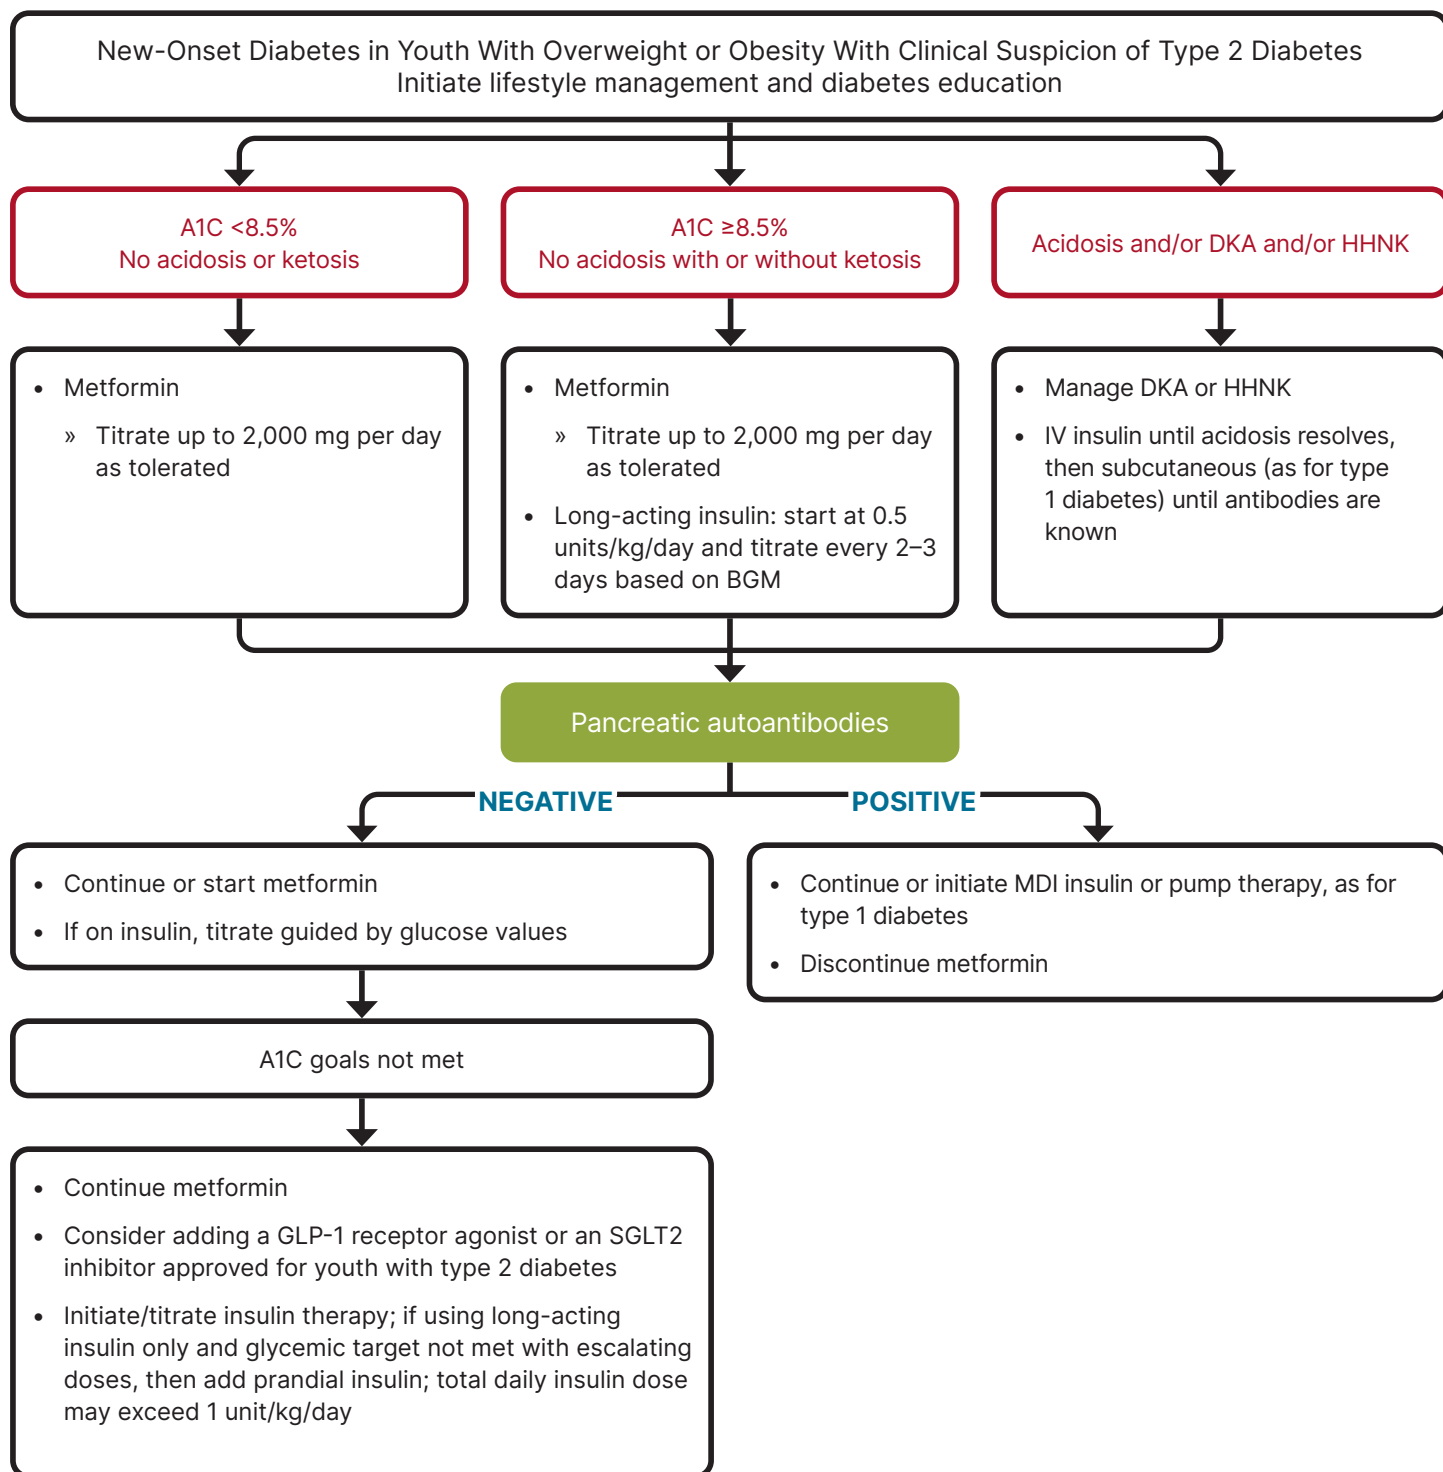 New-Onset Diabetes in Youth With Overweight or Obesity With Clinical Suspicion of Type 2 Diabetes
Initiate lifestyle management and diabetes education
A1C <8.5%
No acidosis or ketosis
A1C ≥8.5%
No acidosis with or without ketosis
Acidosis and/or DKA and/or HHNK
• Metformin
» Titrate up to 2,000 mg per day
as tolerated
• Metformin
» Titrate up to 2,000 mg per day
as tolerated
• Long-acting insulin: start at 0.5
units/kg/day and titrate every 2–3
days based on BGM
• Manage DKA or HHNK
• IV insulin until acidosis resolves,
then subcutaneous (as for type
1 diabetes) until antibodies are
known
Pancreatic autoantibodies
NEGATIVE
POSITIVE
• Continue or start metformin
• If on insulin, titrate guided by glucose values
• Continue or initiate MDI insulin or pump therapy, as for
type 1 diabetes
• Discontinue metformin
A1C goals not met
• Continue metformin
• Consider adding a GLP-1 receptor agonist or an SGLT2
inhibitor approved for youth with type 2 diabetes
• Initiate/titrate insulin therapy; if using long-acting
insulin only and glycemic target not met with escalating
doses, then add prandial insulin; total daily insulin dose
may exceed 1 unit/kg/day